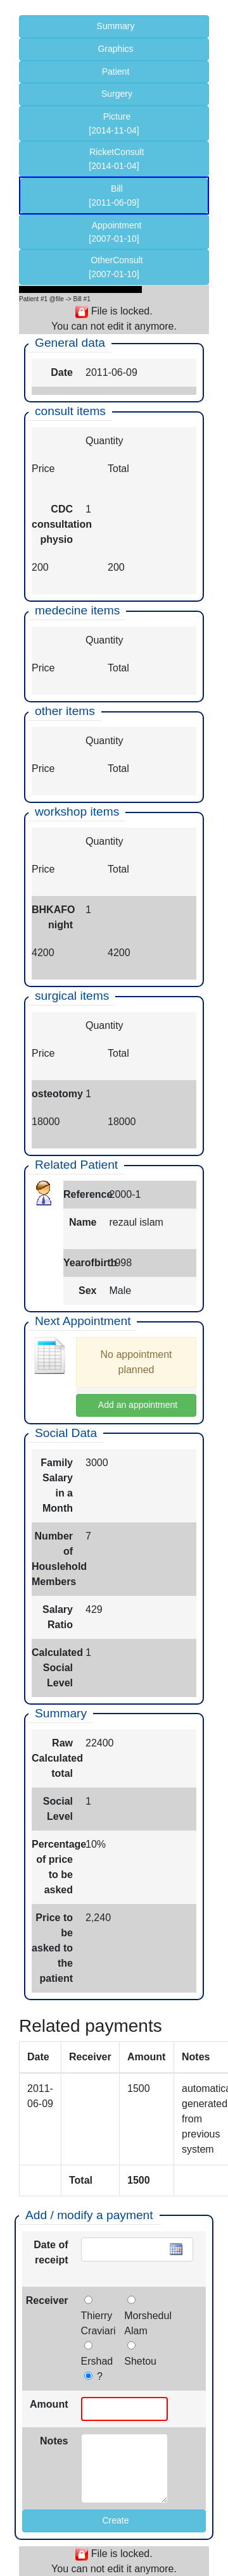 Summary
Graphics
Patient
Surgery
Picture
[2014-11-04]
RicketConsult
[2014-01-04]
Bill
[2011-06-09]
Appointment
[2007-01-10]
OtherConsult
[2007-01-10]
Patient #1 @file -> Bill #1
File is locked.
You can not edit it anymore.
General data
Date 2011-06-09
consult items
Quantity
Price Total
CDC 1
consultation
physio
200 200
medecine items
Quantity
Price Total
other items
Quantity
Price Total
workshop items
Quantity
Price Total
BHKAFO 1
night
4200 4200
surgical items
Quantity
Price Total
osteotomy 1
18000 18000
Related Patient
Reference 2000-1
Name rezaul islam
Yearofbirth 1998
Sex Male
Next Appointment
No appointment
planned
Add an appointment
Social Data
Family 3000
Salary
in a
Month
Number 7
of
Houslehold
Members
Salary 429
Ratio
Calculated 1
Social
Level
Summary
Raw 22400
Calculated
total
Social 1
Level
Percentage 10%
of price
to be
asked
Price to 2,240
be
asked to
the
patient
Related payments
Date Receiver Amount Notes
2011- 1500
06-09
generated
from
previous
system
Total 1500
Add / modify a payment
Date of
receipt
Receiver
Thierry Morshedul
Craviari Alam
Ershad Shetou
?
Amount
Notes
Create
File is locked.
You can not edit it anymore.